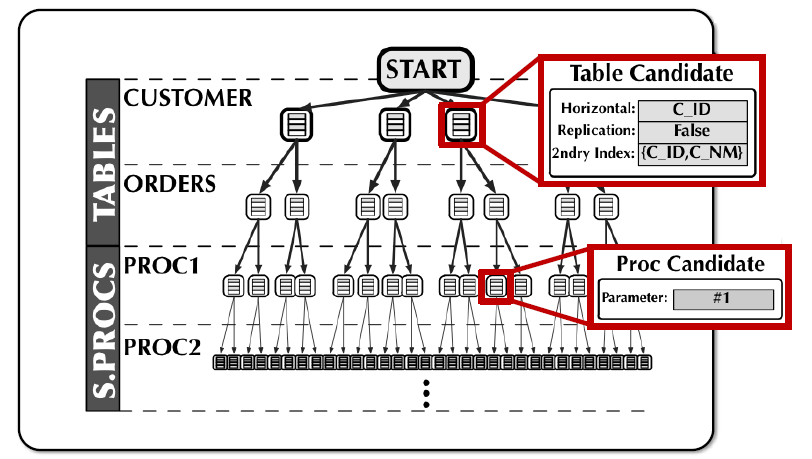 START
CUSTOMER
ORDERS
PROC1
PROC2
TABLES
S.PROCS
Table Candidate
Horizontal: C_ID
Replication: False
2ndry Index: {C_ID,C_NM}
Proc Candidate
Parameter: #1